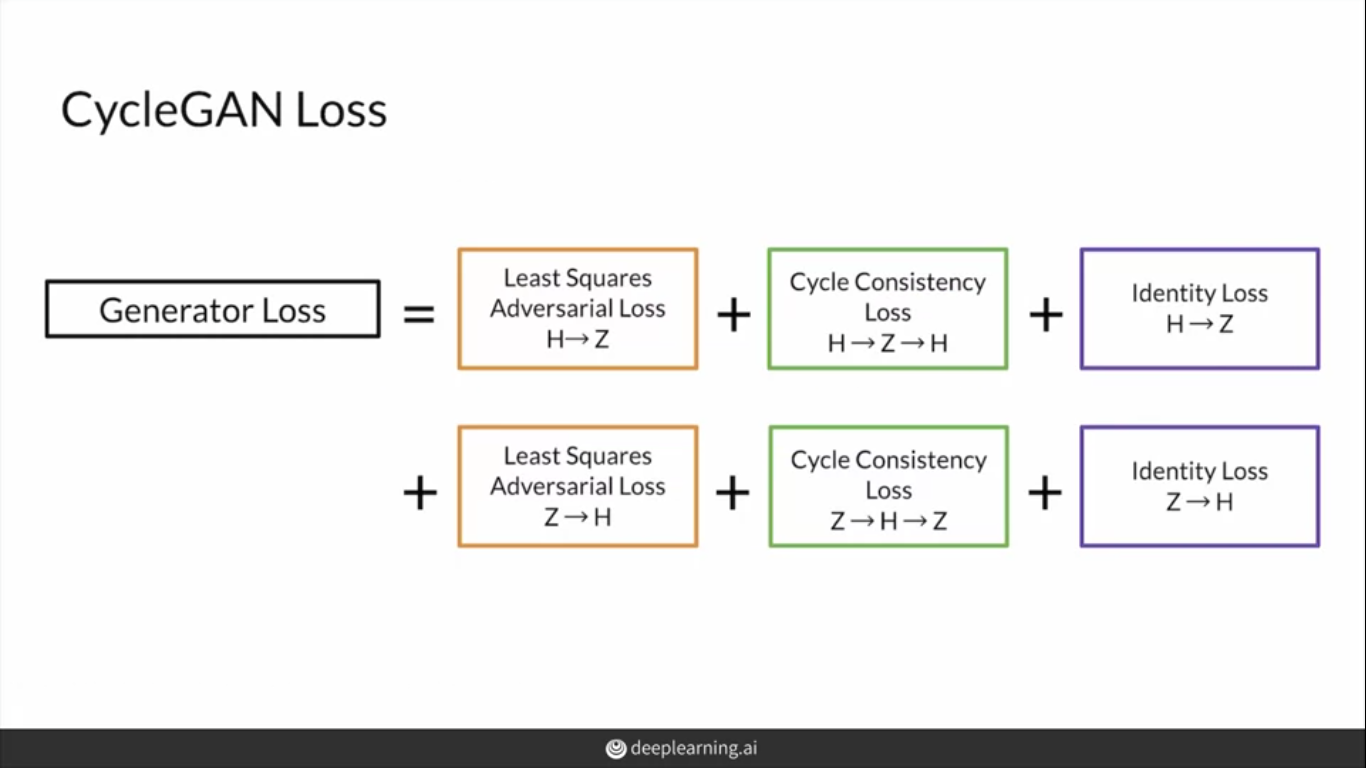 CycleGAN Loss
Generator Loss
=
Least Squares
Adversarial Loss
H→ Z
+
Cycle Consistency
Loss
H → Z → H
+
Identity Loss
H → Z
+
Least Squares
Adversarial Loss
Z → H
+
Cycle Consistency
Loss
Z → H → Z
+
Identity Loss
Z → H
deeplearning.ai